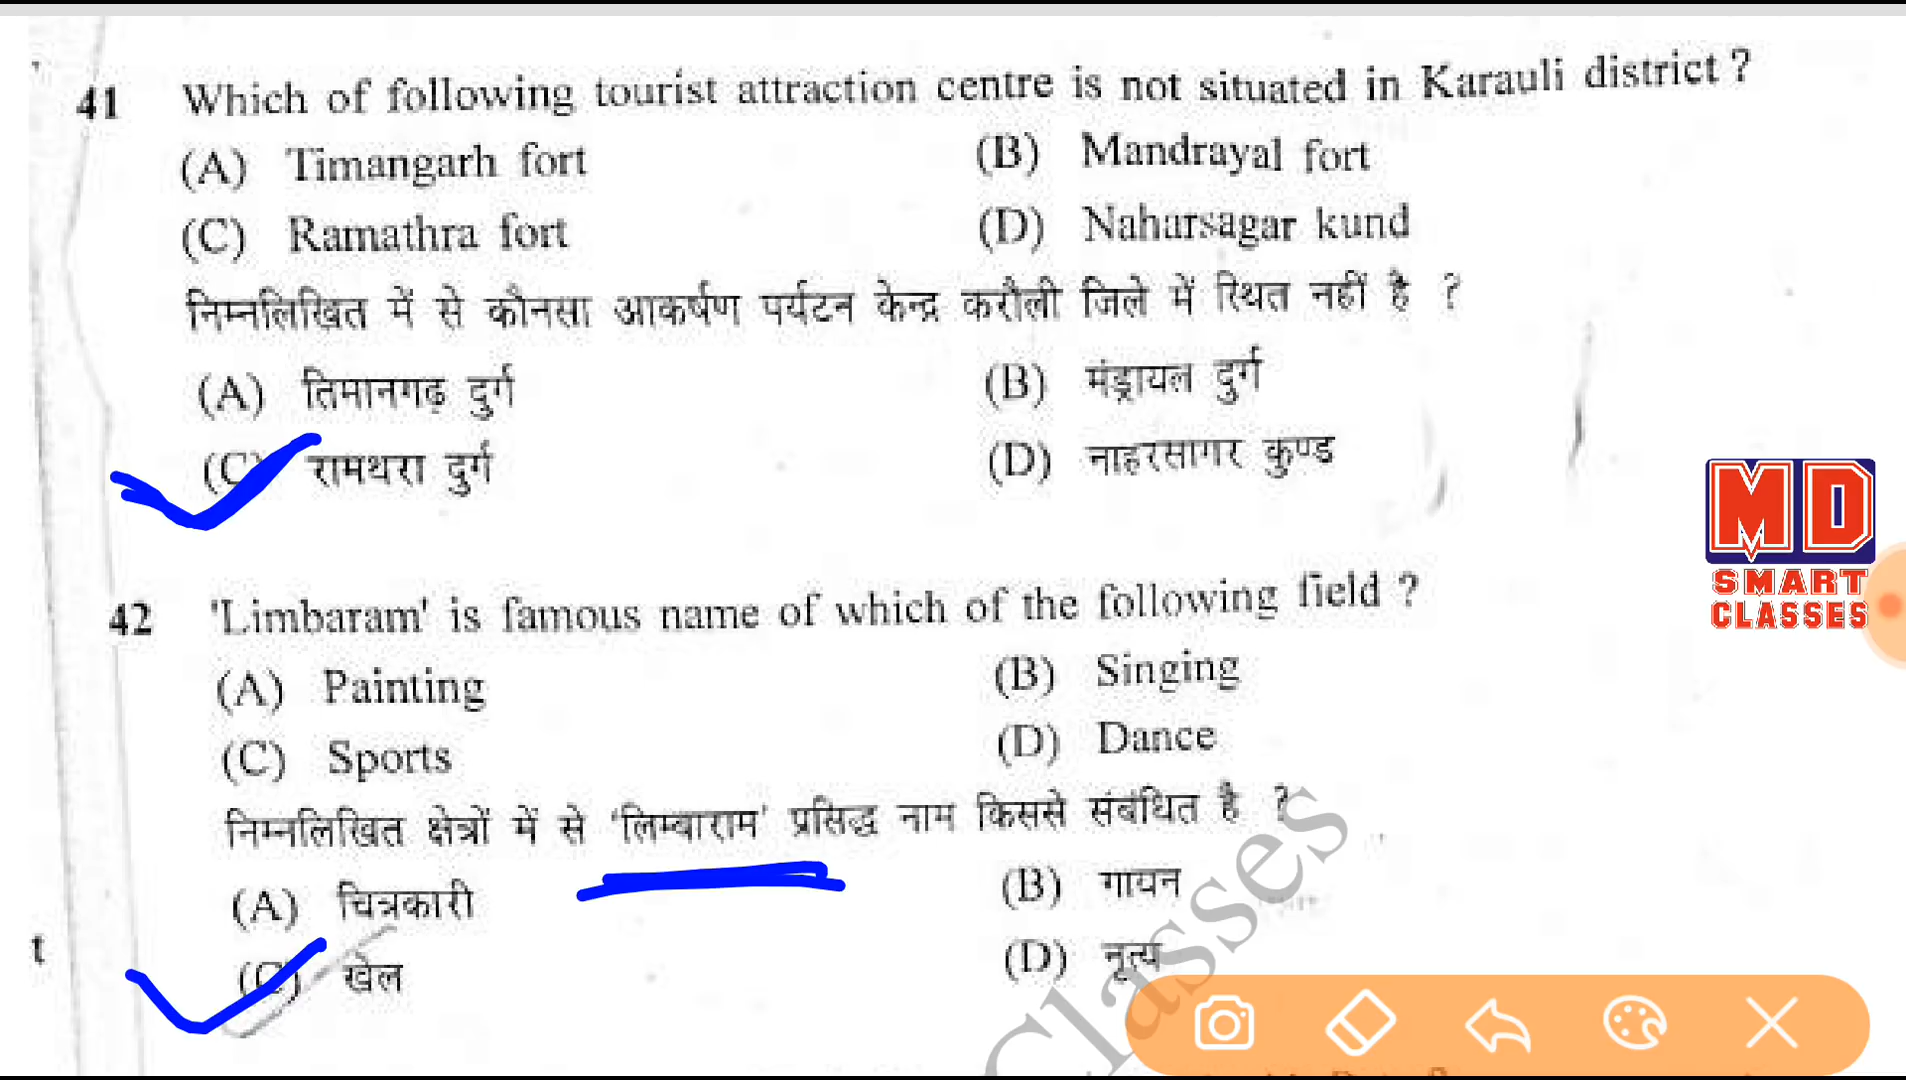 41 Which of following tourist attraction centre is not situated in Karauli district ?
(A) Timangarh fort (B) Mandrayal fort
(C) Ramathra fort (D) Naharsagar kund
निम्नलिखित में से कौनसा आकर्षण पर्यटन केन्द्र करौली जिले में स्थित नहीं है ?
(A) तिमानगढ़ दुर्ग (B) मंड्रायल दुर्ग
(C) रामथरा दुर्ग (D) नाहरसागर कुण्ड
MD
SMART
CLASSES
42 'Limbaram' is famous name of which of the following field ?
(A) Painting (B) Singing
(C) Sports (D) Dance
निम्नलिखित क्षेत्रों में से 'लिम्बाराम' प्रसिद्ध नाम किससे संबंधित है ?
(A) चित्रकारी (B) गायन
t (C) खेल (D) नृत्य
Classes